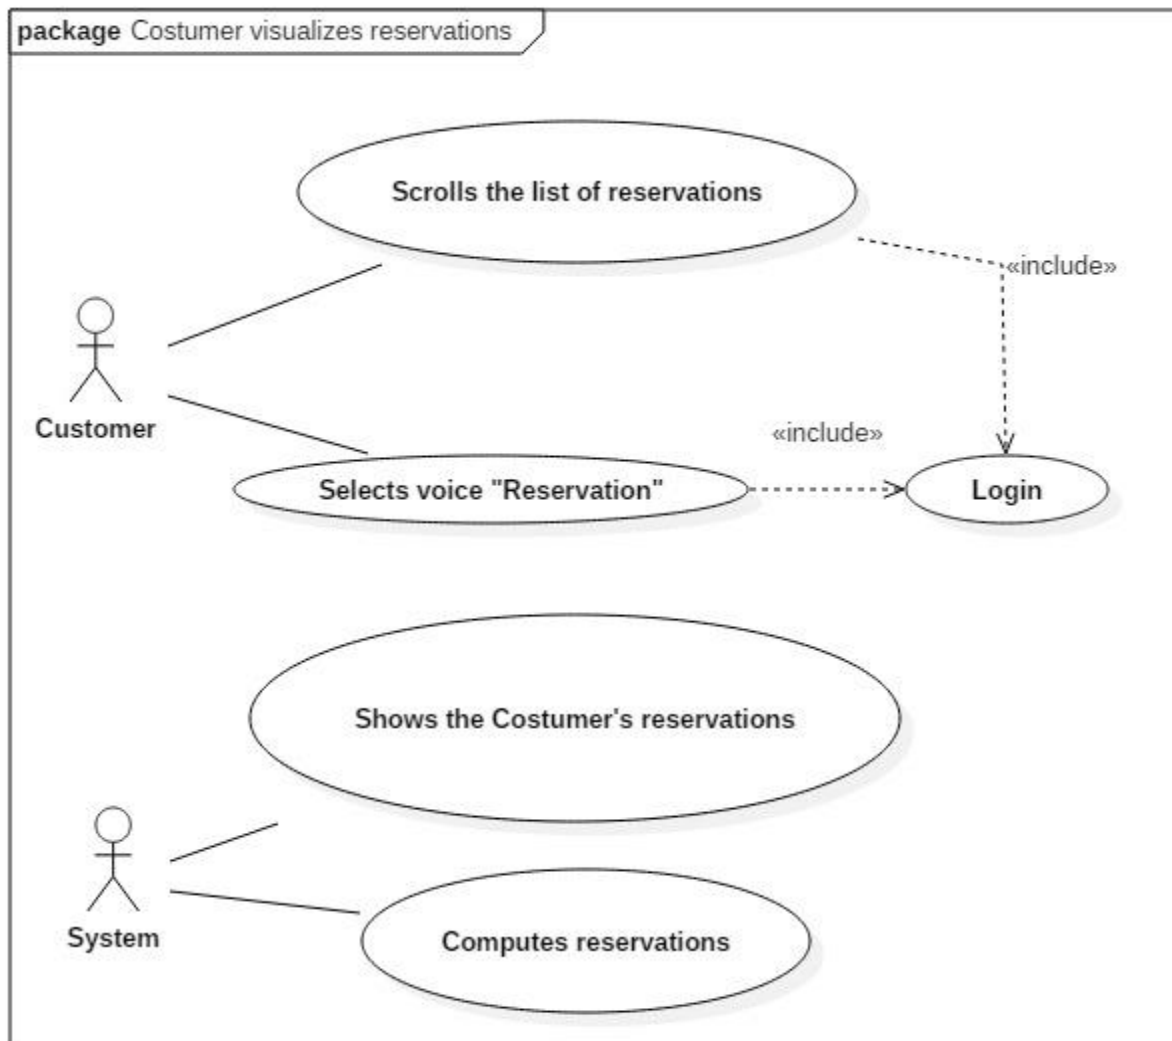 package Costumer visualizes reservations
Scrolls the list of reservations
«include»
Customer
«include»
Selects voice "Reservation"
Login
Shows the Costumer's reservations
System
Computes reservations